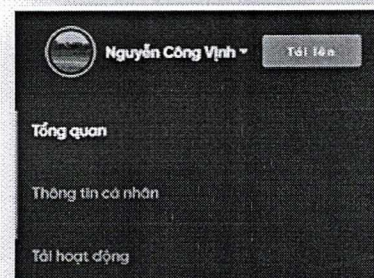 Nguyễn Công Vịnh
Tải lên
Tổng quan
Thông tin cá nhân
Tải hoạt động